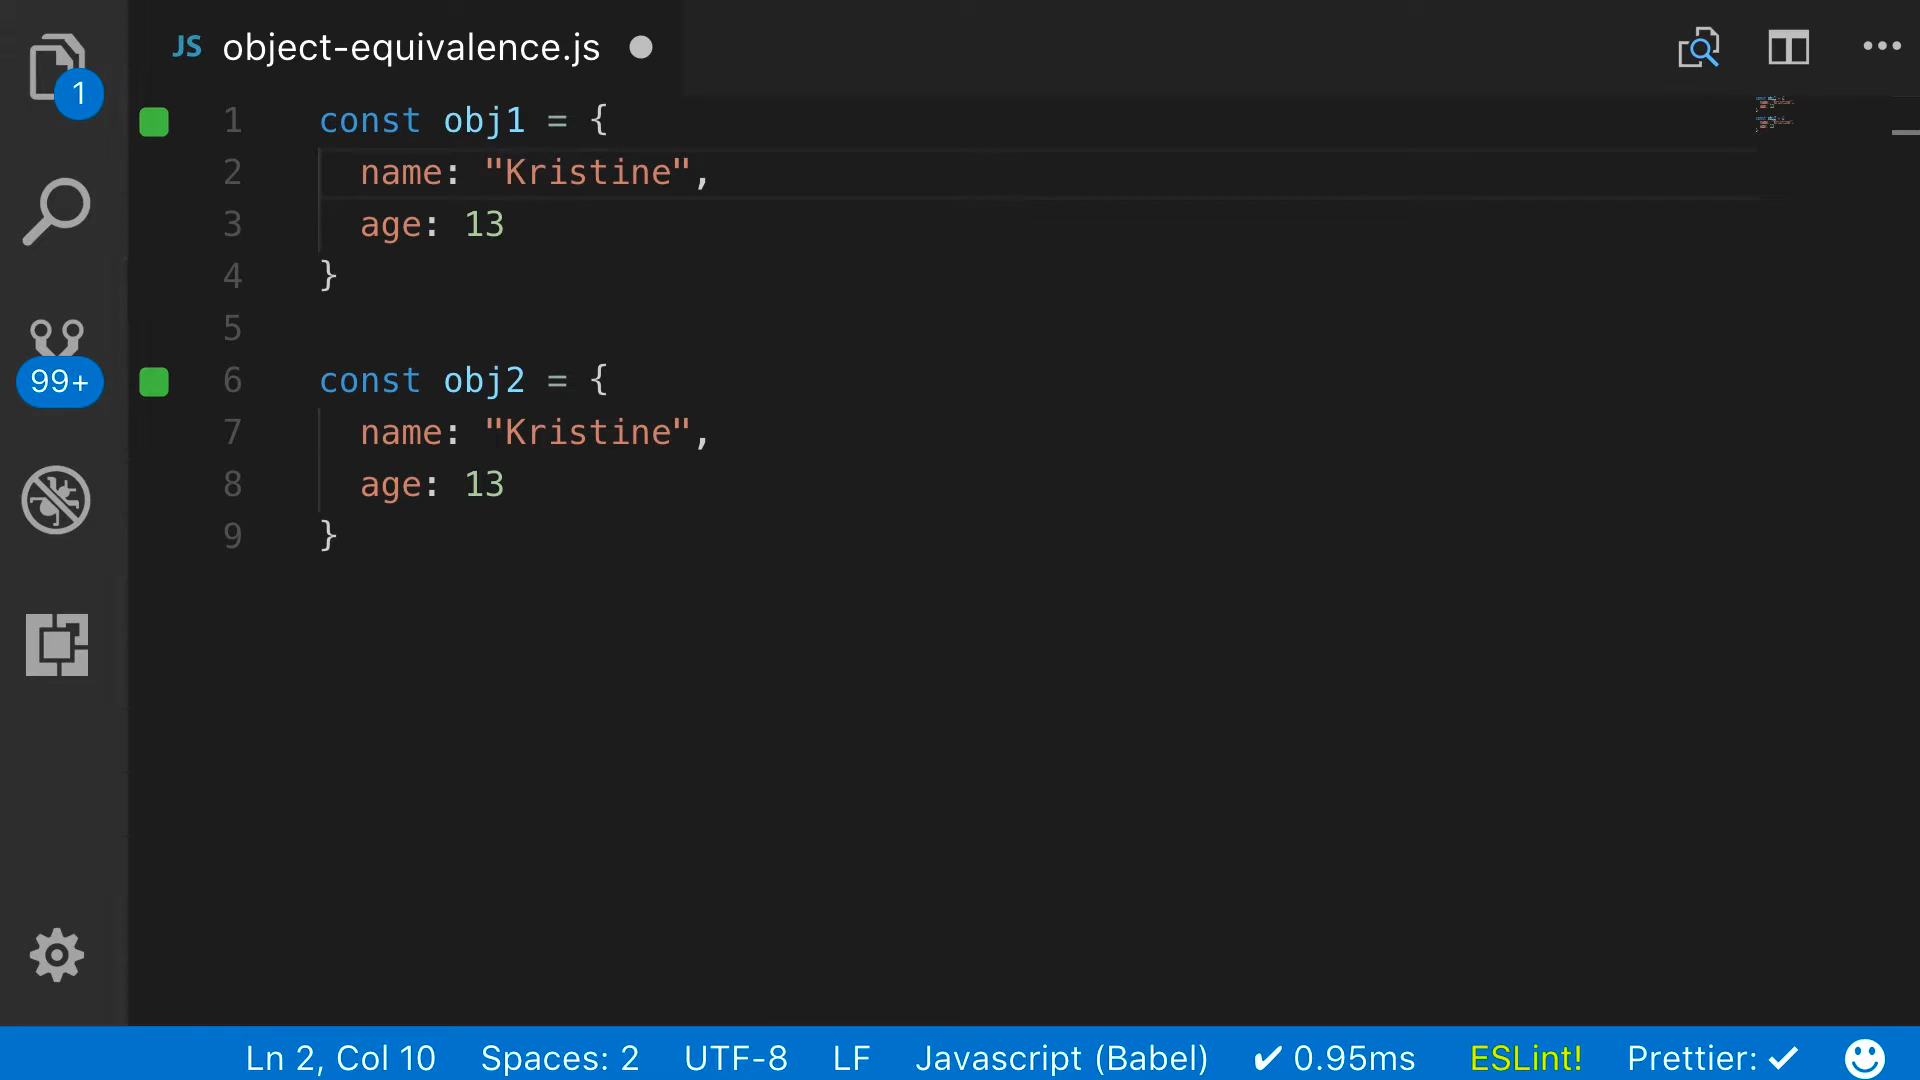 JS object-equivalence.js
1
1 const obj1 = {
2 name: "Kristine",
3 age: 13
4 }
5
99+
6 const obj2 = {
7 name: "Kristine",
8 age: 13
9 }
Ln 2, Col 10 Spaces: 2 UTF-8 LF Javascript (Babel) ✔ 0.95ms ESLint! Prettier: ✓